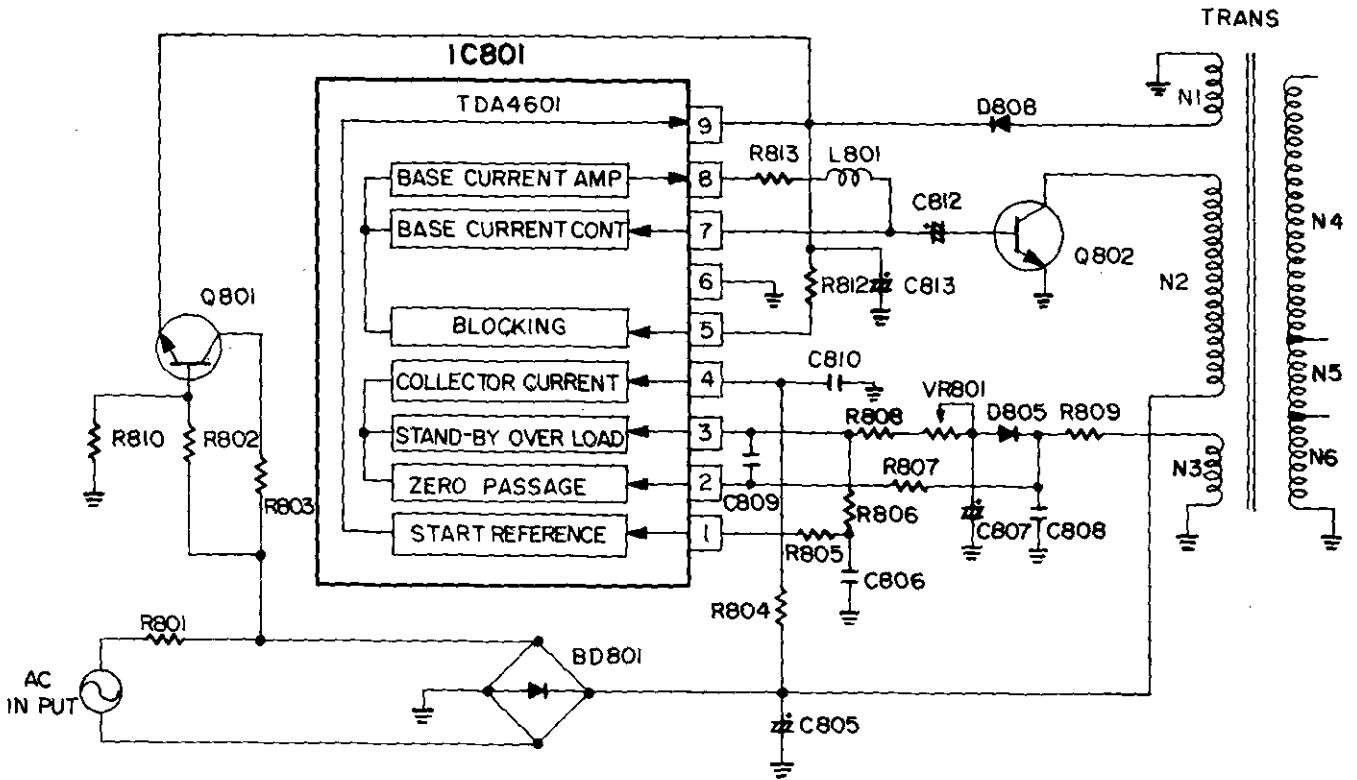 TRANS
IC801
TDA4601
9
D808
N1
R813
L801
BASE CURRENT AMP
8
C812
N4
BASE CURRENT CONT
7
Q802
6
N2
R812
C813
Q801
BLOCKING
5
C810
COLLECTOR CURRENT
4
VR801
N5
R810
R802
STAND-BY OVER LOAD
3
R808
D805
R809
R807
N3
N6
ZERO PASSAGE
2
R803
C809
R806
C807
C808
START REFERENCE
1
R805
C806
R804
R801
BD801
AC
IN PUT
C805